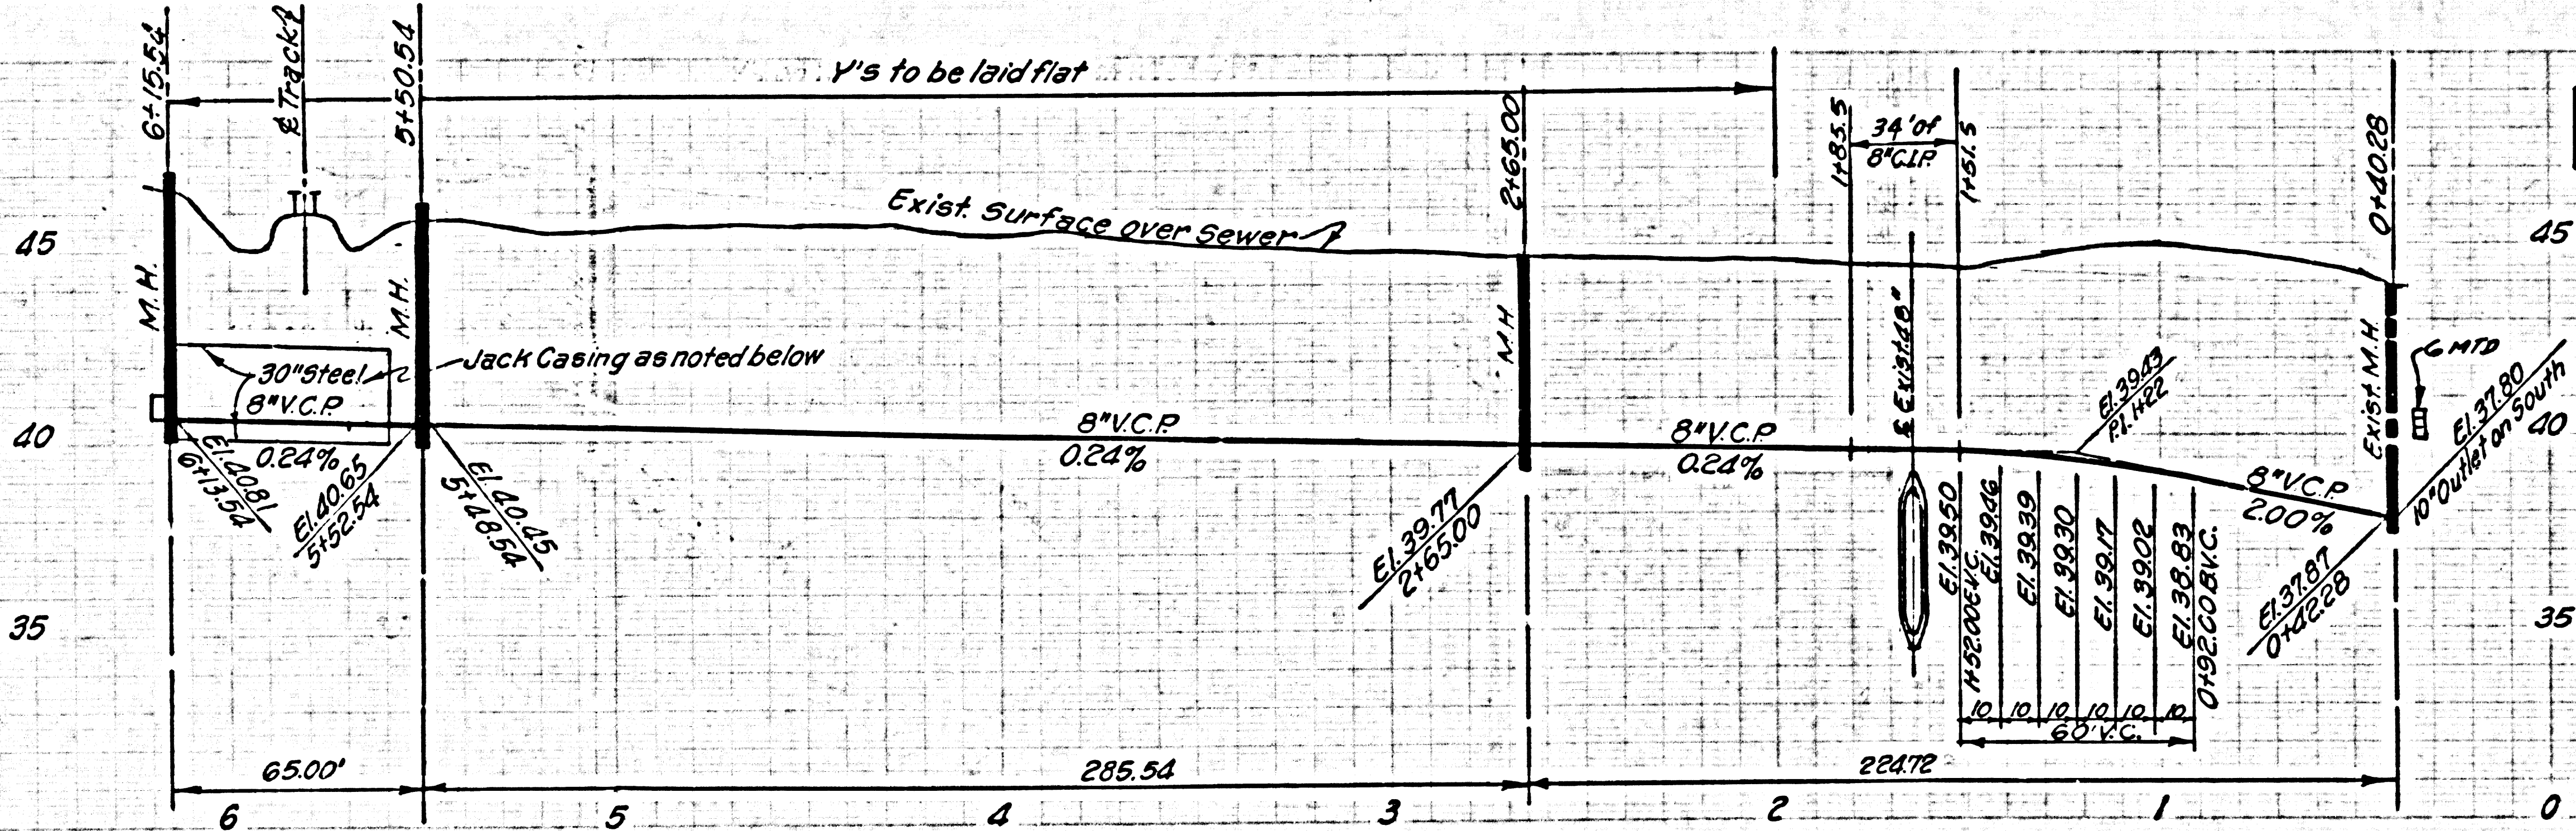 6+15.54
℄ Track
5+50.54
Y's to be laid flat
2+65.00
1+85.5
34' of
8" C.I.P.
1+51.5
0+40.28
Exist. Surface over Sewer
45
45
M.H.
M.H.
M.H.
℄ Exist. 48"
Exist. M.H.
30" Steel
8" V.C.P.
Jack Casing as noted below
El. 39.43
P.I. 1+22
El. 37.80
10" Outlet on South
40
40
0.24%
8" V.C.P.
0.24%
8" V.C.P.
0.24%
8" V.C.P.
2.00%
El. 40.81
6+13.54
El. 40.65
5+52.54
El. 40.45
5+48.54
El. 39.77
2+65.00
El. 39.50
1+52.00 E.V.C.
El. 39.46
El. 39.39
El. 39.30
El. 39.17
El. 39.02
El. 38.83
0+92.00 B.V.C.
El. 37.87
0+42.28
35
35
10 10 10 10 10 10
60' V.C.
65.00'
285.54
224.72
6 5 4 3 2 1 0